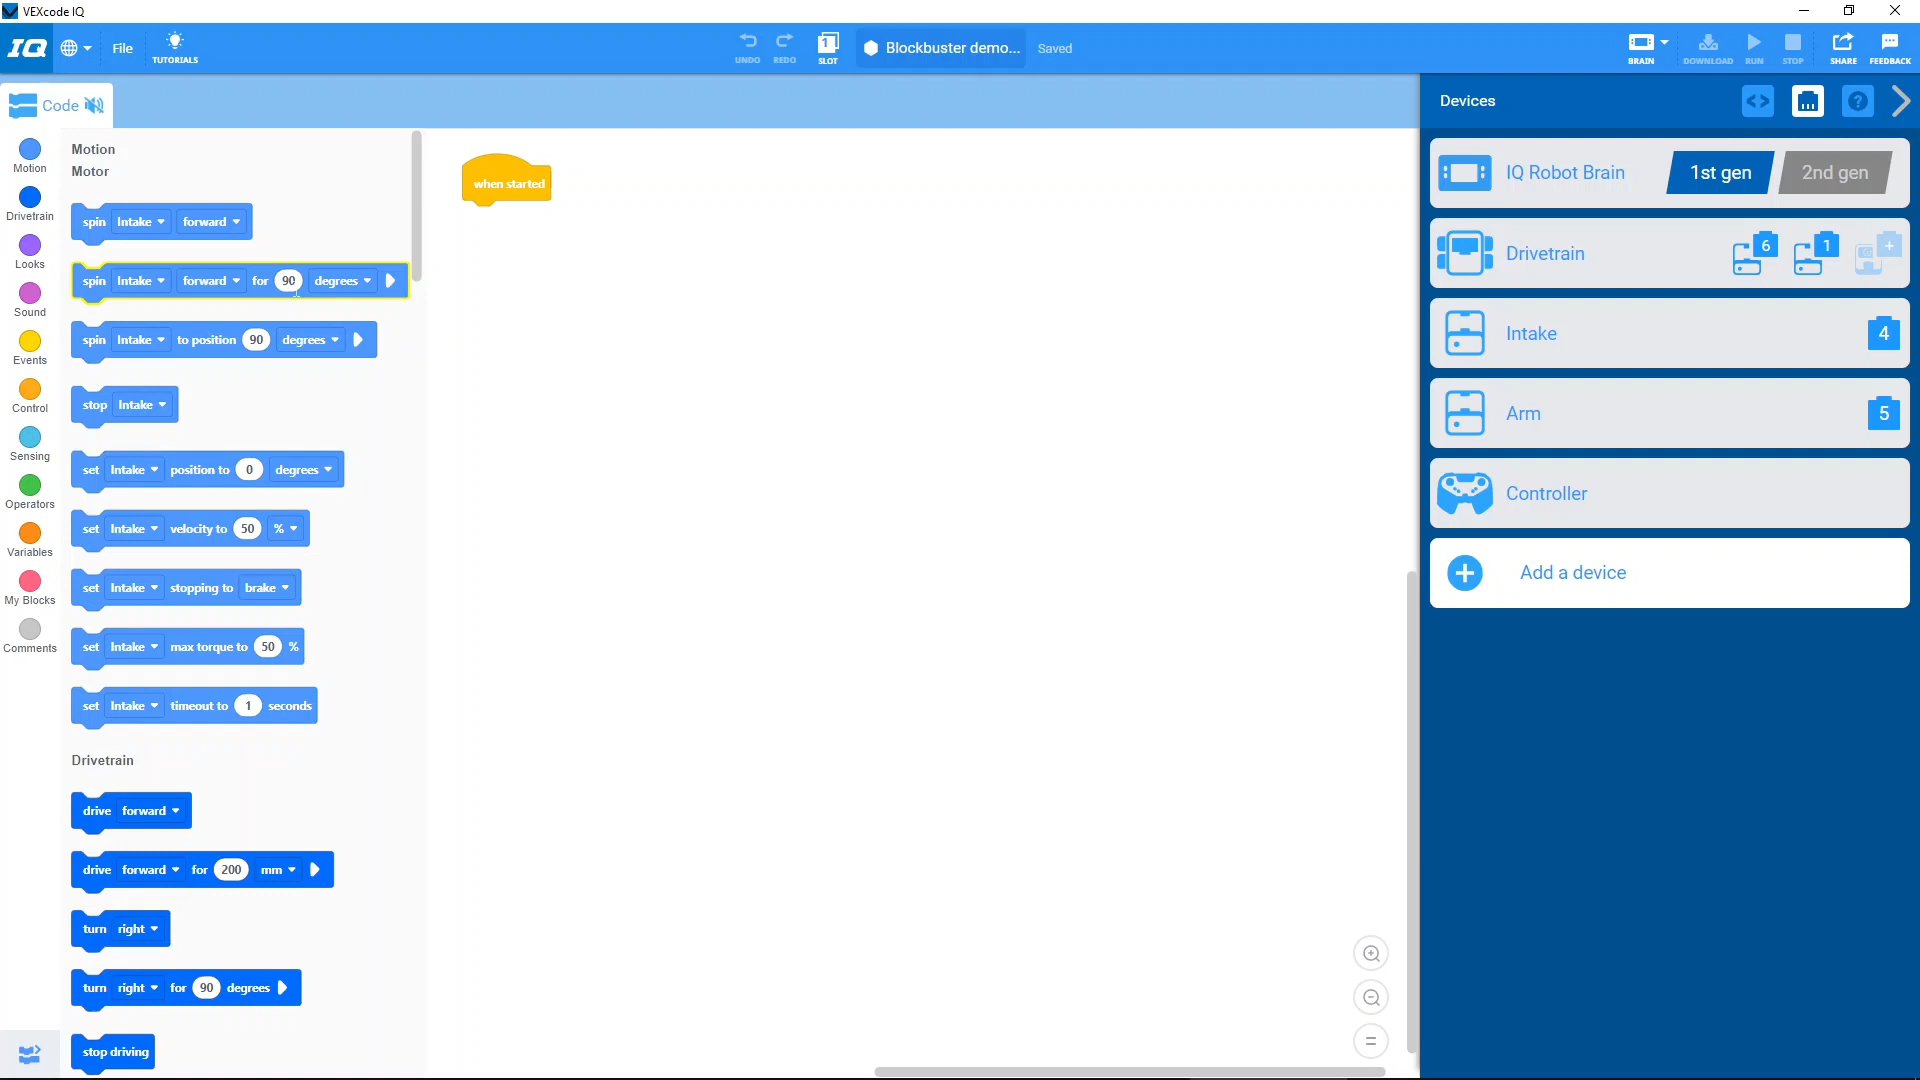 VEXcode IQ
IQ File TUTORIALS UNDO REDO 1 SLOT Blockbuster demo... Saved BRAIN DOWNLOAD RUN STOP SHARE FEEDBACK
Code
Motion
Drivetrain
Looks
Sound
Events
Control
Sensing
Operators
Variables
My Blocks
Comments
Motion
Motor
spin Intake forward
spin Intake forward for 90 degrees
spin Intake to position 90 degrees
stop Intake
set Intake position to 0 degrees
set Intake velocity to 50 %
set Intake stopping to brake
set Intake max torque to 50 %
set Intake timeout to 1 seconds
Drivetrain
drive forward
drive forward for 200 mm
turn right
turn right for 90 degrees
stop driving
when started
Devices
IQ Robot Brain 1st gen 2nd gen
Drivetrain 6 1
Intake 4
Arm 5
Controller
Add a device